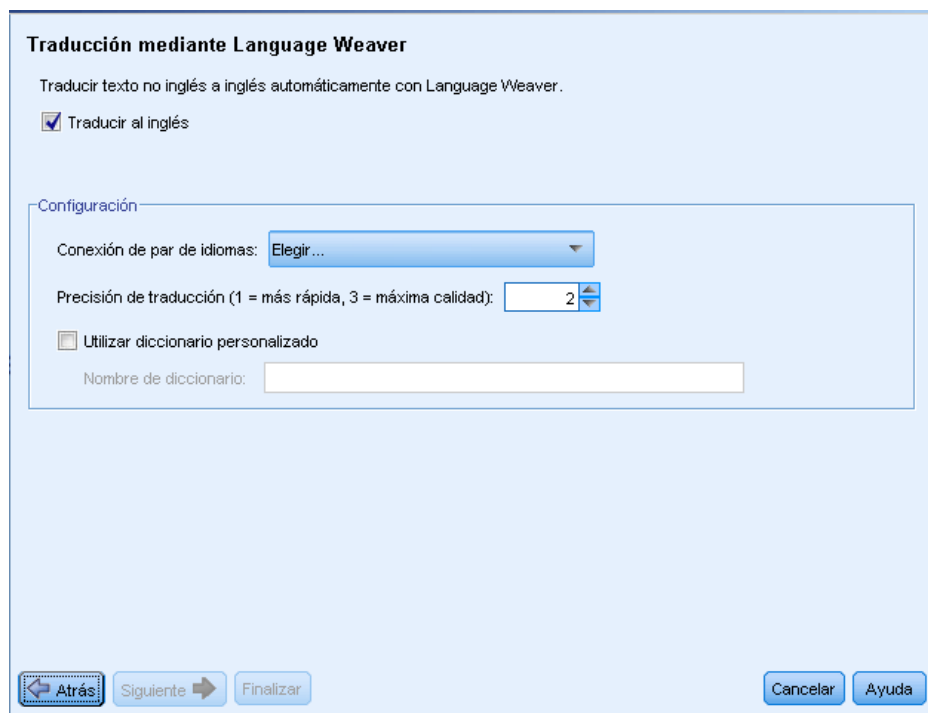 Traducción mediante Language Weaver
Traducir texto no inglés a inglés automáticamente con Language Weaver.
Traducir al inglés
Configuración
Conexión de par de idiomas: Elegir...
Precisión de traducción (1 = más rápida, 3 = máxima calidad): 2
Utilizar diccionario personalizado
Nombre de diccionario:
Atrás Siguiente Finalizar Cancelar Ayuda